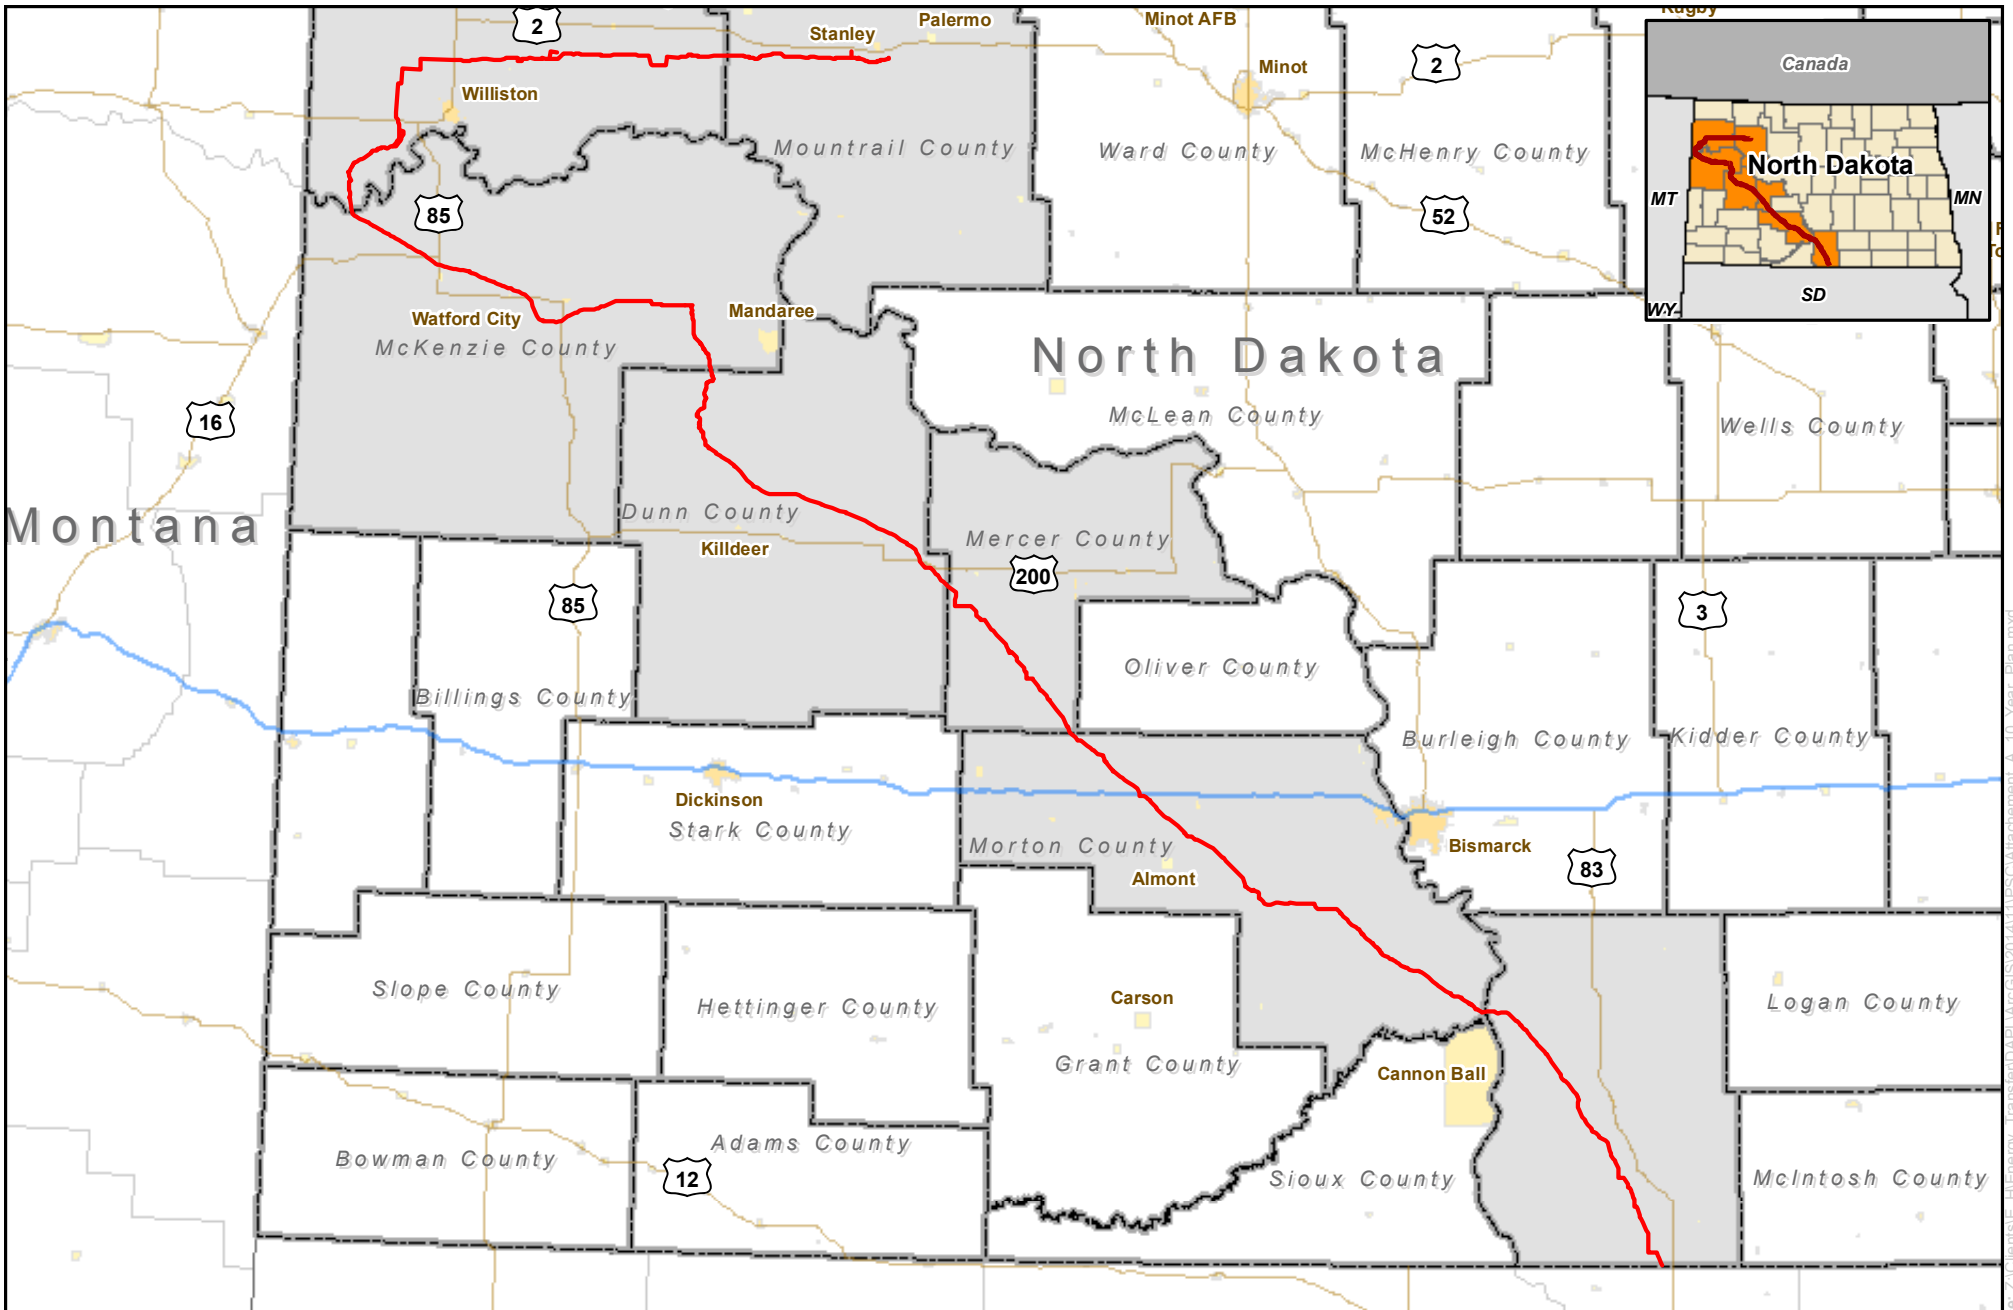 2
Palermo
Minot AFB
Stanley
2
Minot
Williston
Canada
Mountrail County
Ward County
McHenry County
North Dakota
MT
MN
85
52
SD
WY
Mandaree
Watford City
McKenzie County
North Dakota
16
McLean County
Wells County
Montana
Dunn County
Mercer County
Killdeer
200
85
3
Oliver County
Billings County
Burleigh County
Kidder County
Dickinson
Stark County
Morton County
Bismarck
83
Almont
Slope County
Hettinger County
Carson
Logan County
Grant County
Cannon Ball
Adams County
Bowman County
12
Sioux County
McIntosh County